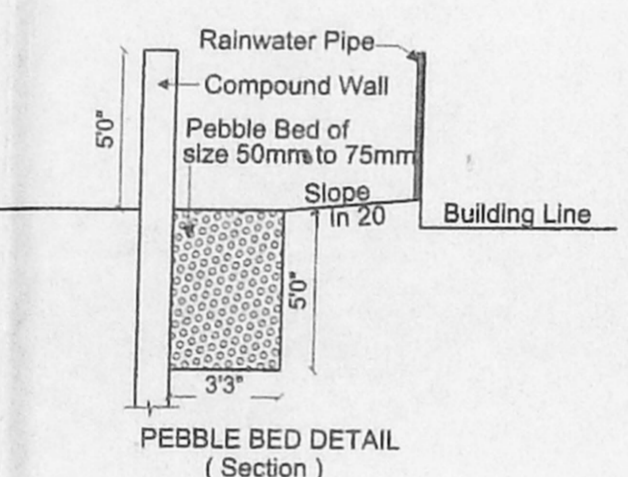 Rainwater Pipe
Compound Wall
5'0"
Pebble Bed of
size 50mm to 75mm
Slope
in 20
Building Line
5'0"
3'3"
PEBBLE BED DETAIL
( Section )